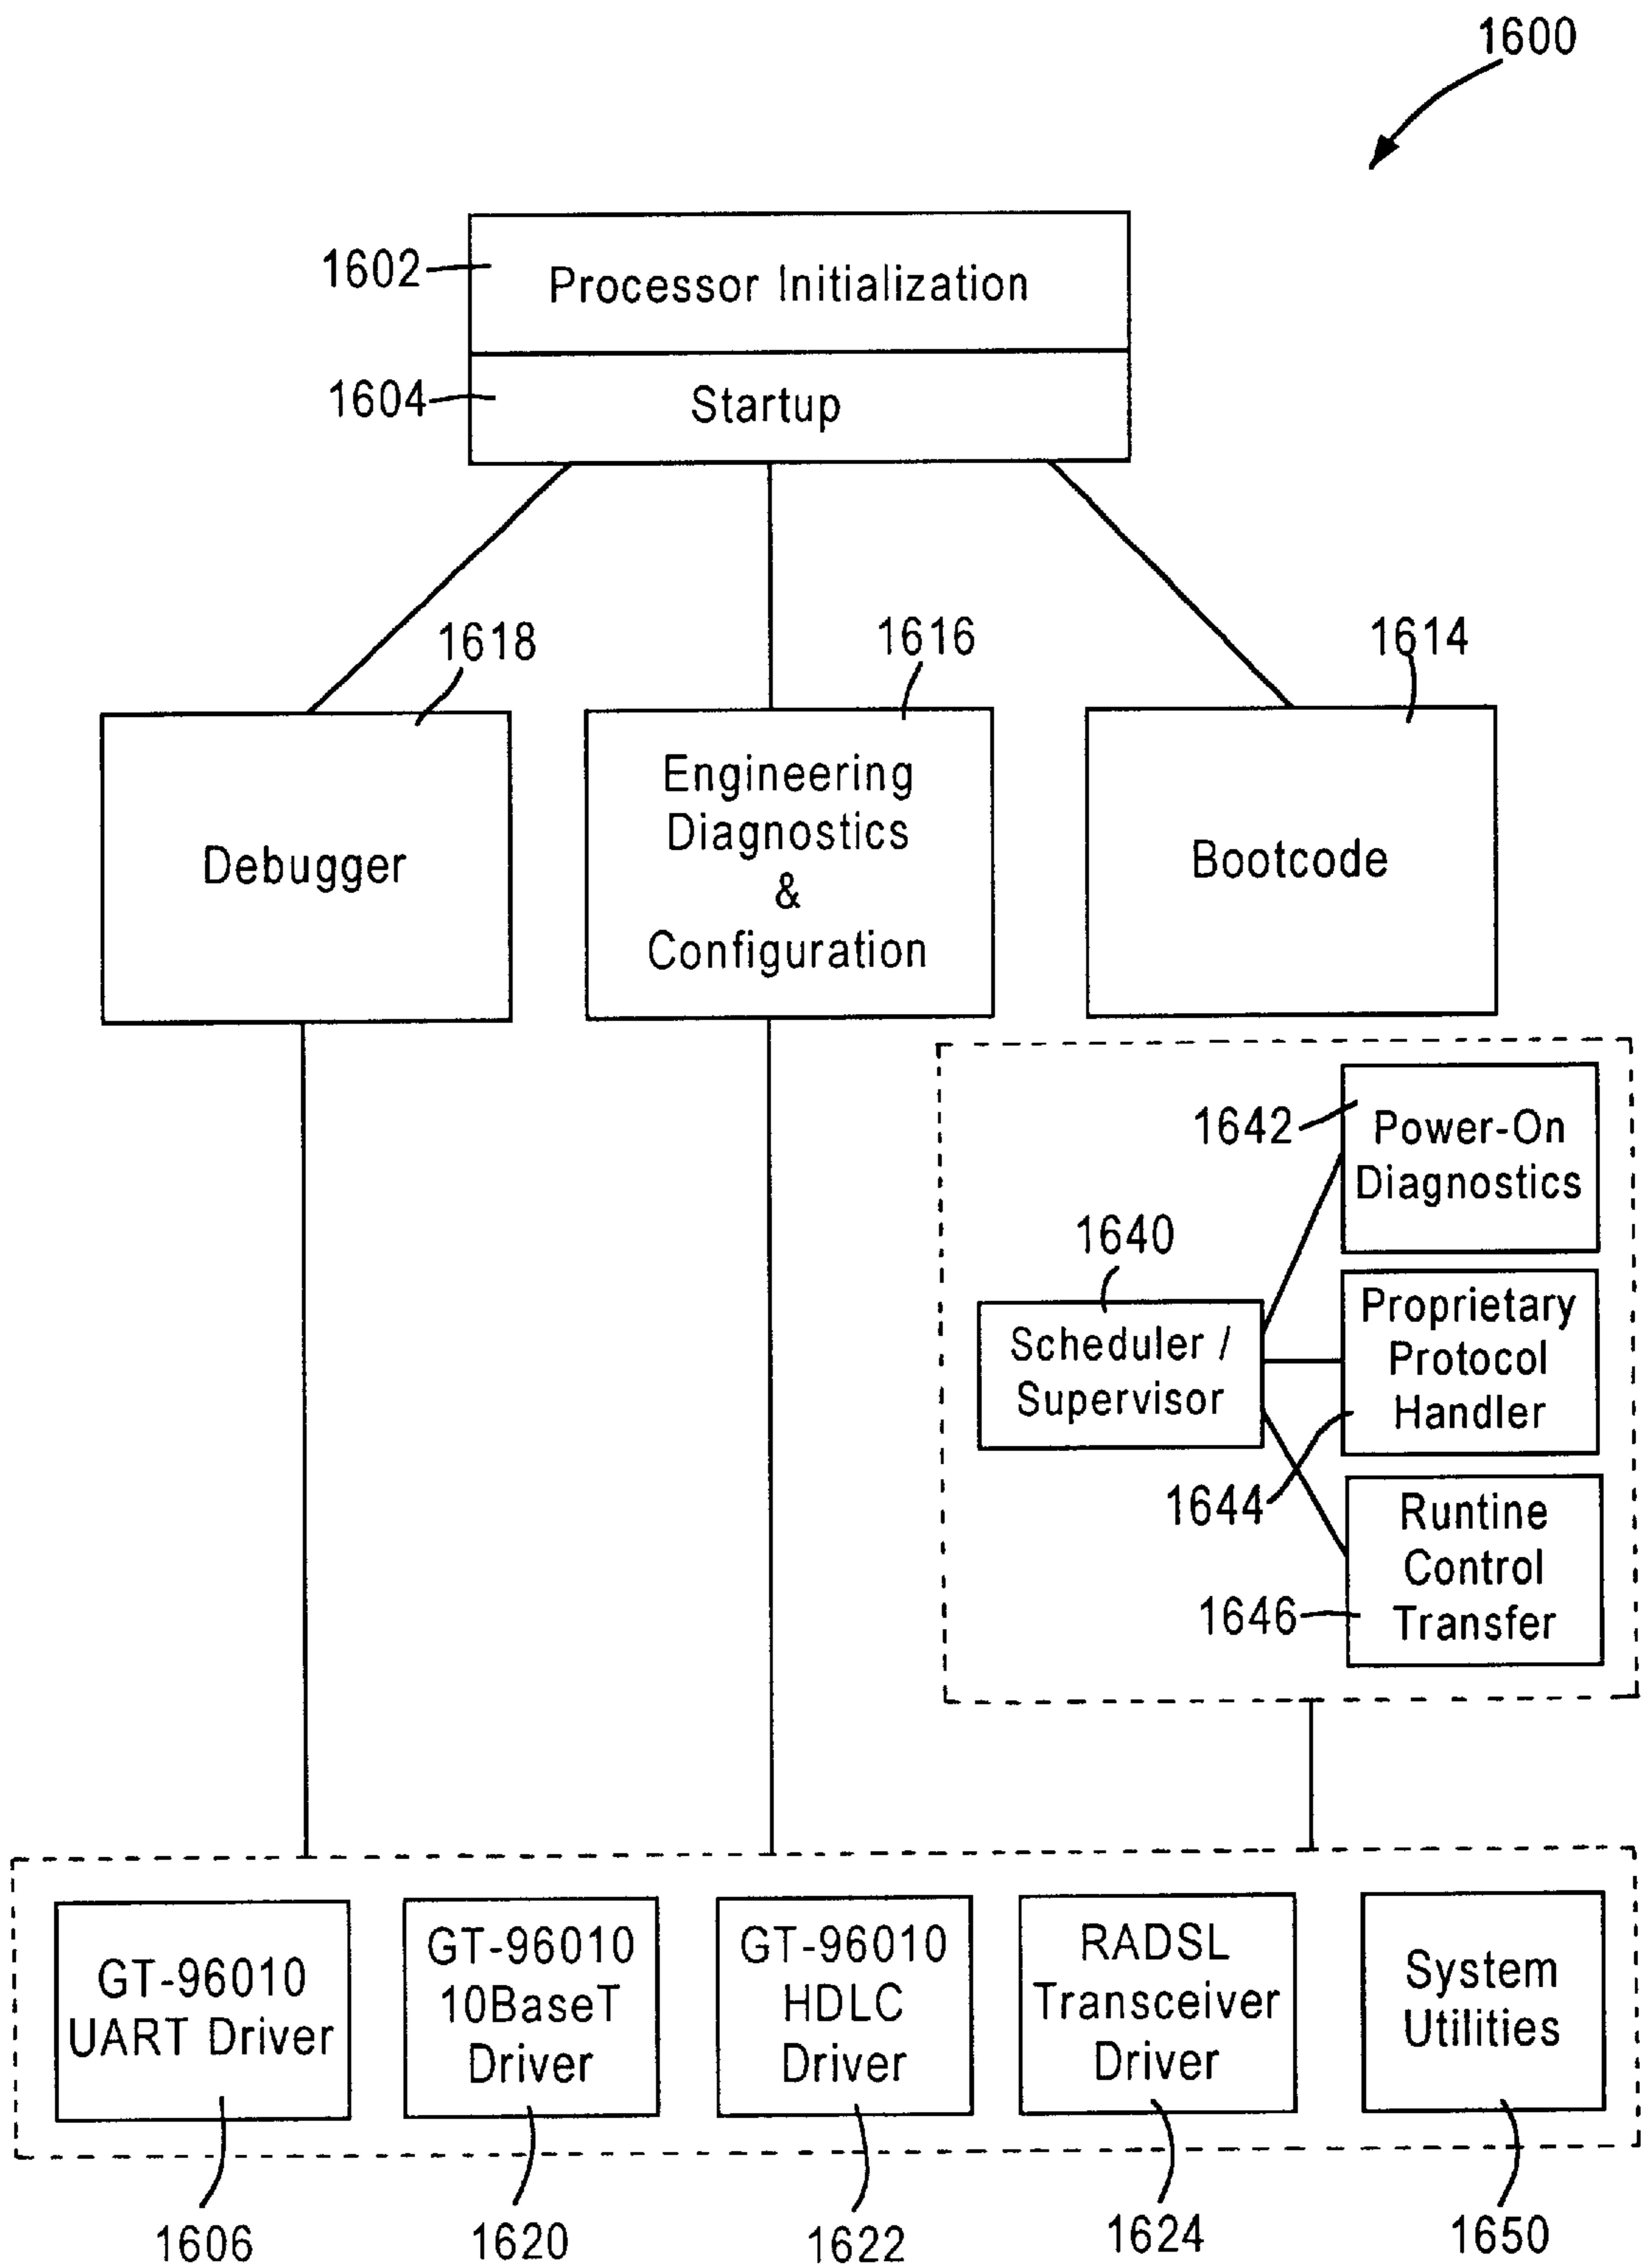 1600
1602
Processor Initialization
1604
Startup
1618
1616
1614
Debugger
Engineering
Diagnostics
&
Configuration
Bootcode
1642
Power-On
Diagnostics
1640
Scheduler /
Supervisor
Proprietary
Protocol
Handler
1644
Runtine
Control
Transfer
1646
GT-96010
UART Driver
GT-96010
10BaseT
Driver
GT-96010
HDLC
Driver
RADSL
Transceiver
Driver
System
Utilities
1606
1620
1622
1624
1650